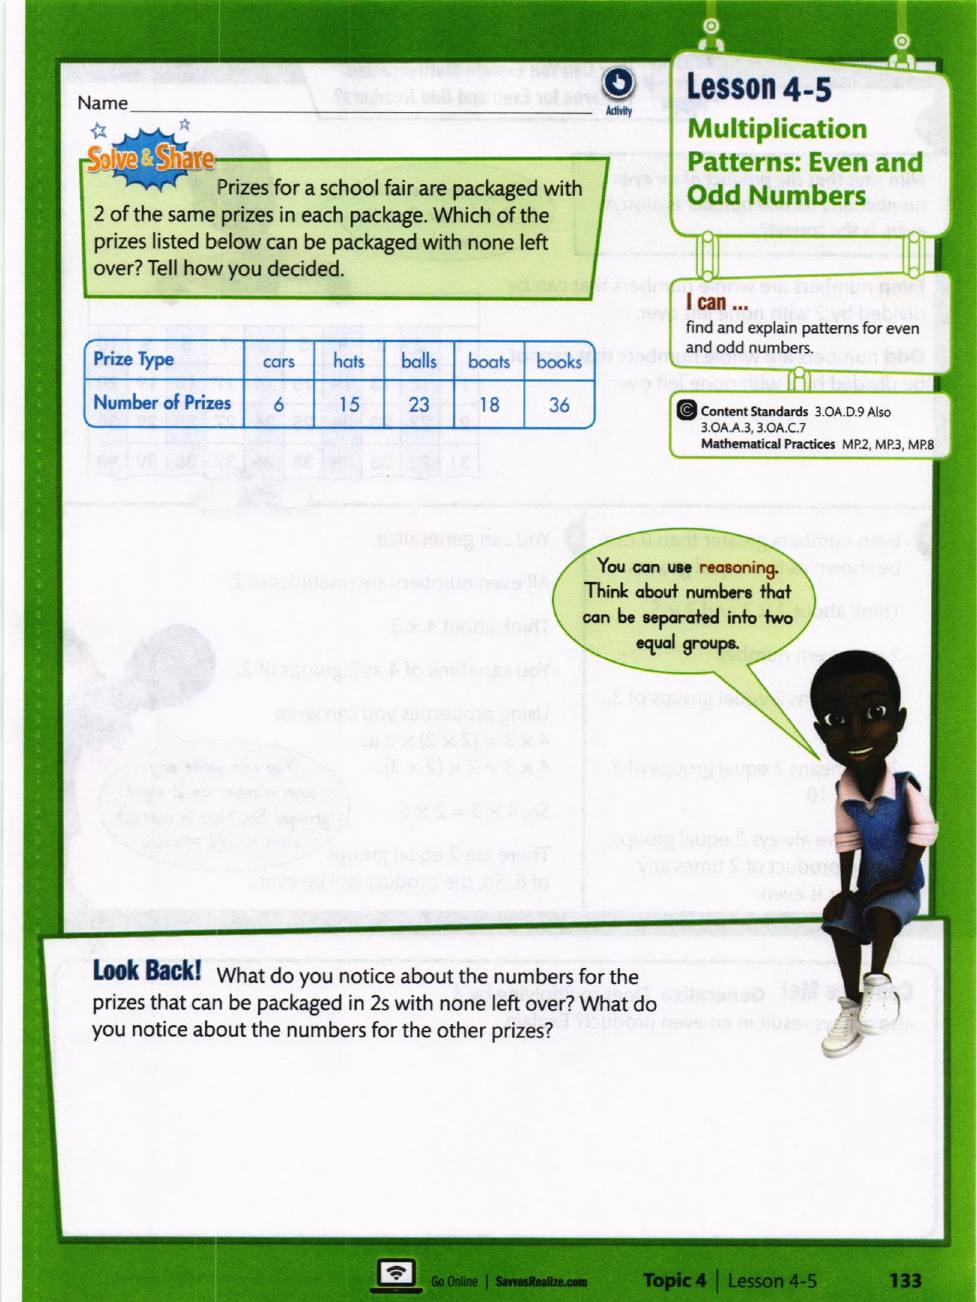 Name
Activity
Lesson 4-5
Multiplication
Patterns: Even and
Odd Numbers
Solve & Share
Prizes for a school fair are packaged with
2 of the same prizes in each package. Which of the
prizes listed below can be packaged with none left
over? Tell how you decided.
I can ...
find and explain patterns for even
and odd numbers.
Prize Type cars hats balls boats books
Number of Prizes 6 15 23 18 36
Content Standards 3.OA.D.9 Also
3.OA.A.3, 3.OA.C.7
Mathematical Practices MP.2, MP.3, MP.8
You can use reasoning.
Think about numbers that
can be separated into two
equal groups.
Look Back! What do you notice about the numbers for the
prizes that can be packaged in 2s with none left over? What do
you notice about the numbers for the other prizes?
Go Online | SavvasRealize.com Topic 4 | Lesson 4-5 133